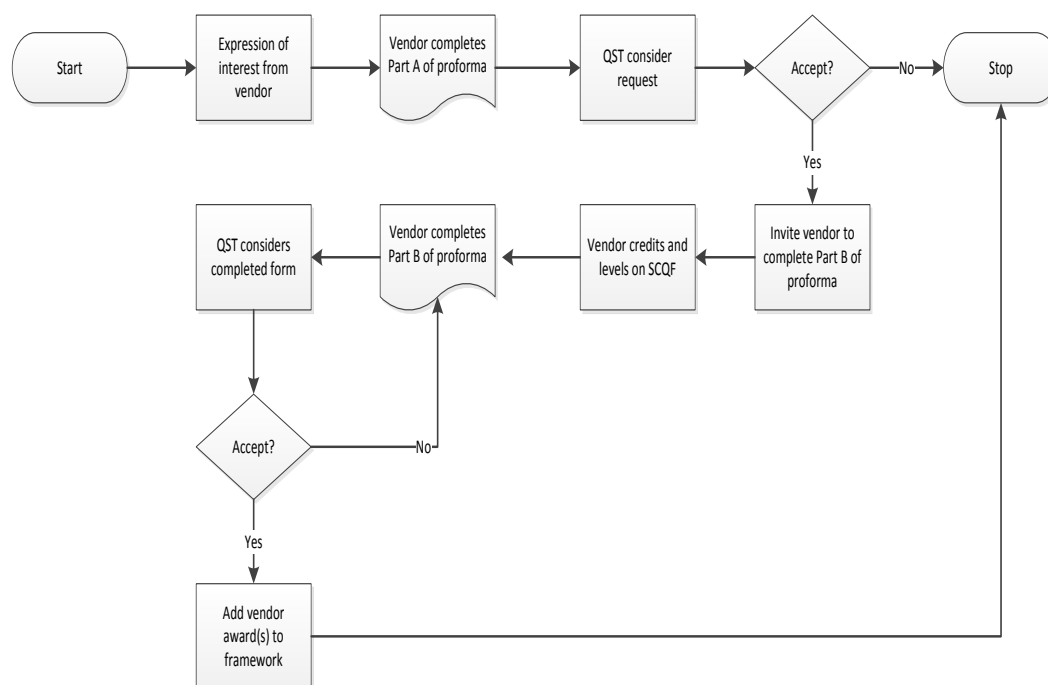 Start
Expression of
interest from
vendor
Vendor completes
Part A of proforma
QST consider
request
Accept?
No
Stop
Yes
Invite vendor to
complete Part B of
proforma
Vendor credits and
levels on SCQF
Vendor completes
Part B of proforma
QST considers
completed form
Accept?
No
Yes
Add vendor
award(s) to
framework